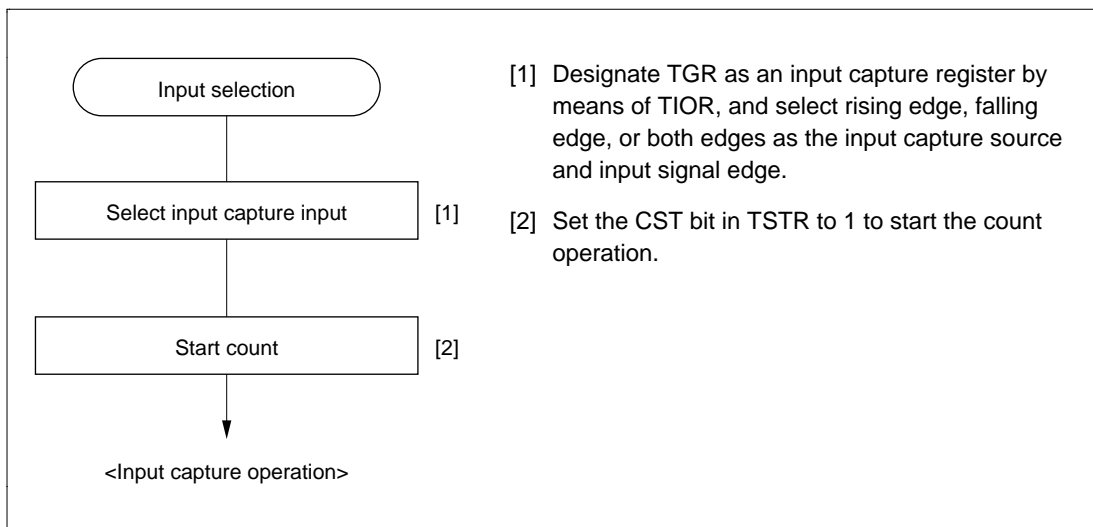 Input selection
Select input capture input
[1]
Start count
[2]
<Input capture operation>
[1] Designate TGR as an input capture register by
means of TIOR, and select rising edge, falling
edge, or both edges as the input capture source
and input signal edge.
[2] Set the CST bit in TSTR to 1 to start the count
operation.